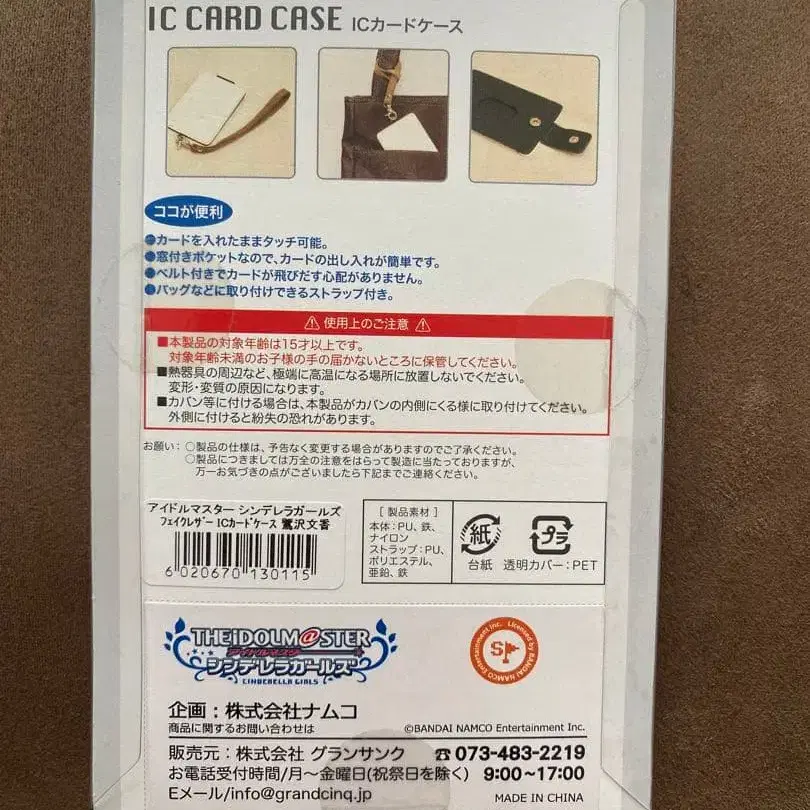 IC CARD CASE ICカードケース
ココが便利
●カードを入れたままタッチ可能。
●窓付きポケットなので、カードの出し入れが簡単です。
●ベルト付きでカードが飛びだす心配がありません。
●バッグなどに取り付けできるストラップ付き。
⚠ 使用上のご注意 ⚠
■本製品の対象年齢は15才以上です。
対象年齢未満のお子様の手の届かないところに保管してください。
■熱器具の周辺など、極端に高温になる場所に放置しないでください。
変形・変質の原因になります。
■カバン等に付ける場合は、本製品がカバンの内側にくる様に取り付けてください。
外側に付けると紛失の恐れがあります。
お願い:○製品の仕様は、予告なく変更する場合がありますのでご了承ください。
○製品につきましては万全の注意をはらって製造に当たっておりますが、
万一お気づきの点がございましたら下記までご連絡ください。
アイドルマスター シンデレラガールズ
フェイクレザー ICカードケース 鷺沢文香
6 020670 130115
[ 製品素材 ]
本体:PU、鉄、
ナイロン
ストラップ:PU、
ポリエステル、
亜鉛、鉄
紙
台紙
プラ
透明カバー:PET
THE IDOLM@STER
アイドルマスター
シンデレラガールズ
CINDERELLA GIRLS
Licensed by BANDAI NAMCO Entertainment Inc.
企画:株式会社ナムコ
商品に関するお問い合わせは
©BANDAI NAMCO Entertainment Inc.
販売元:株式会社 グランサンク ☎073-483-2219
お電話受付時間/月〜金曜日(祝祭日を除く) 9:00〜17:00
Eメール/info@grandcinq.com
MADE IN CHINA